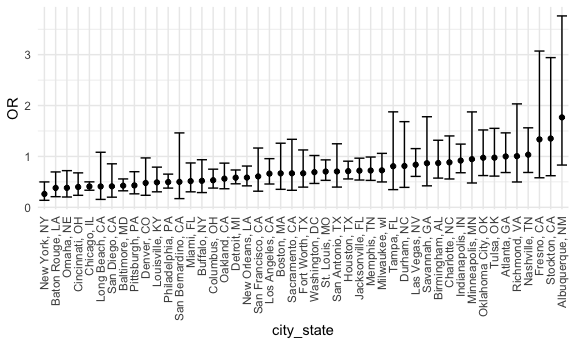 OR
3
2
1
0
New York, NY
Baton Rouge, LA
Omaha, NE
Cincinnati, OH
Chicago, IL
Long Beach, CA
San Diego, CA
Baltimore, MD
Pittsburgh, PA
Denver, CO
Louisville, KY
Philadelphia, PA
San Bernardino, CA
Miami, FL
Buffalo, NY
Columbus, OH
Oakland, CA
Detroit, MI
New Orleans, LA
San Francisco, CA
Los Angeles, CA
Boston, MA
Sacramento, CA
Fort Worth, TX
Washington, DC
St. Louis, MO
San Antonio, TX
Houston, TX
Jacksonville, FL
Memphis, TN
Milwaukee, wI
Tampa, FL
Durham, NC
Las Vegas, NV
Savannah, GA
Birmingham, AL
Charlotte, NC
Indianapolis, IN
Minneapolis, MN
Oklahoma City, OK
Tulsa, OK
Atlanta, GA
Richmond, VA
Nashville, TN
Fresno, CA
Stockton, CA
Albuquerque, NM
city_state